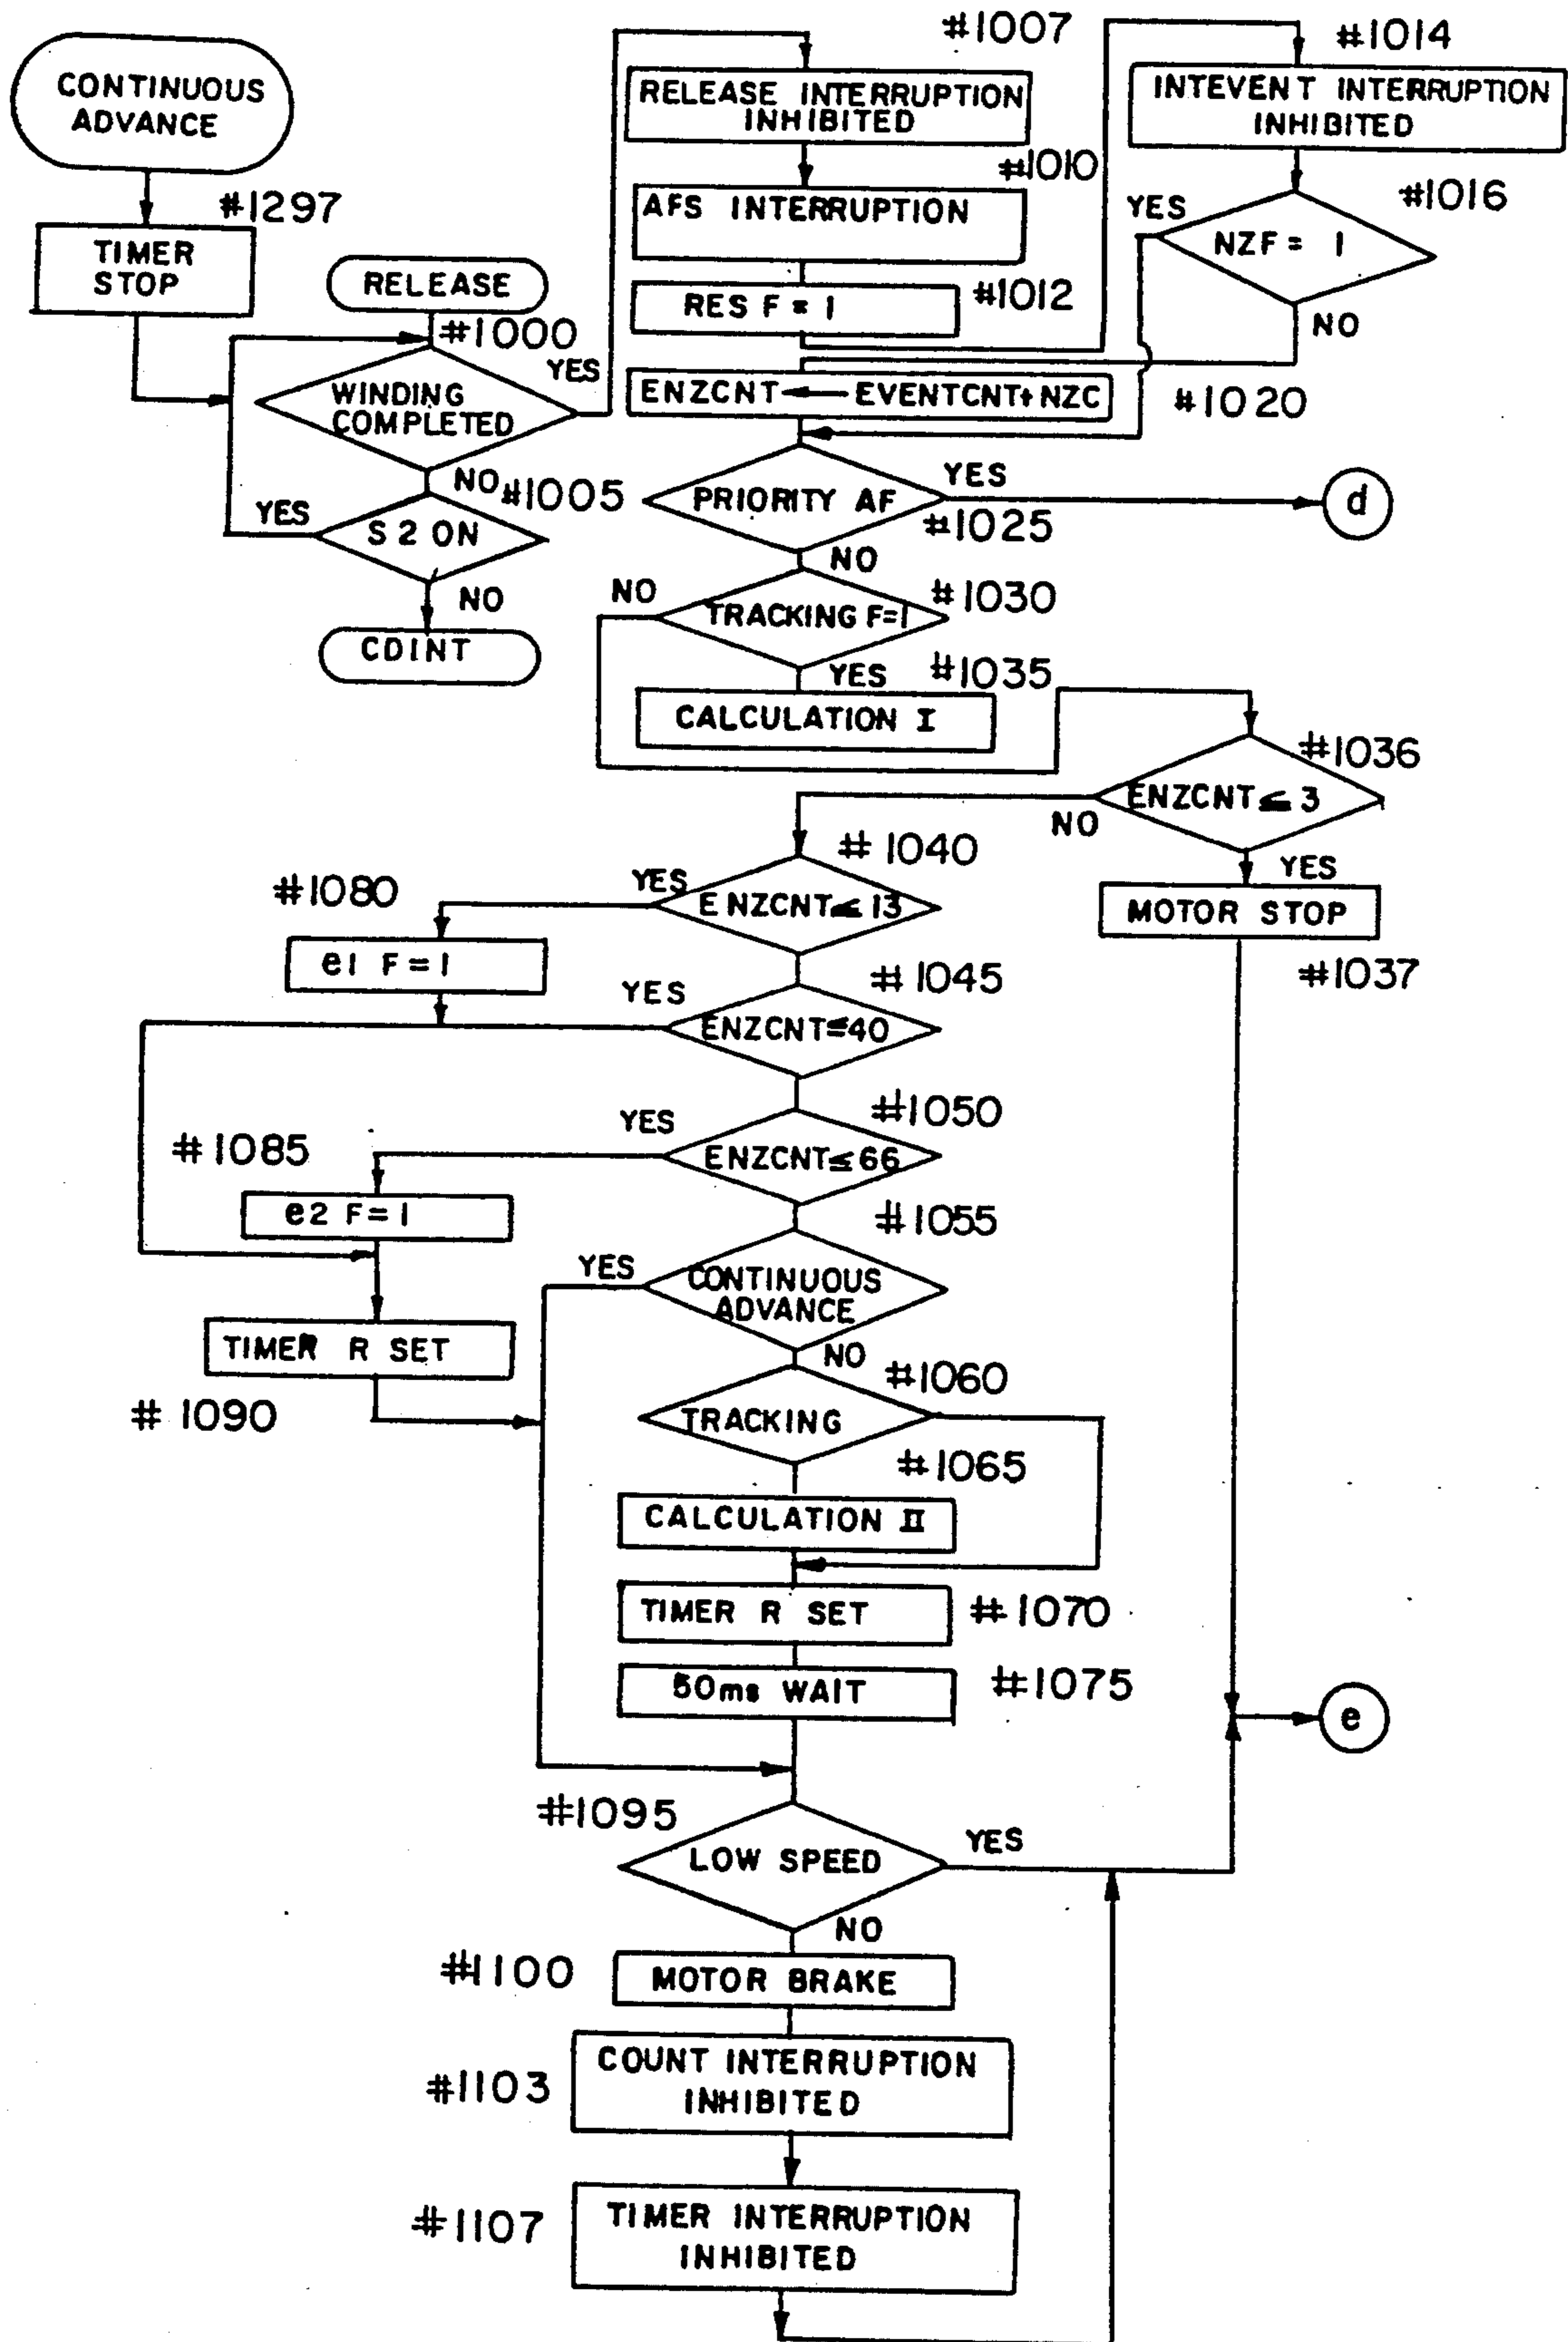 CONTINUOUS
ADVANCE
#1297
TIMER
STOP
RELEASE
#1000
WINDING
COMPLETED
YES
NO
#1005
YES
S2 ON
NO
CDINT
#1007
RELEASE INTERRUPTION
INHIBITED
#1010
AFS INTERRUPTION
RES F = 1
#1012
#1014
INTEVENT INTERRUPTION
INHIBITED
#1016
YES
NZF = 1
NO
ENZCNT ← EVENTCNT+NZC
#1020
PRIORITY AF
YES
d
#1025
NO
NO
TRACKING F=1
#1030
YES
#1035
CALCULATION I
#1036
ENZCNT ≦ 3
NO
YES
MOTOR STOP
#1037
#1040
YES
ENZCNT ≦ 13
#1080
e1 F=1
#1045
YES
ENZCNT≦40
#1050
YES
ENZCNT≤66
#1085
e2 F=1
#1055
YES
CONTINUOUS
ADVANCE
NO
TIMER R SET
#1090
#1060
TRACKING
#1065
CALCULATION II
TIMER R SET
#1070
50ms WAIT
#1075
e
#1095
LOW SPEED
YES
NO
#1100
MOTOR BRAKE
#1103
COUNT INTERRUPTION
INHIBITED
#1107
TIMER INTERRUPTION
INHIBITED